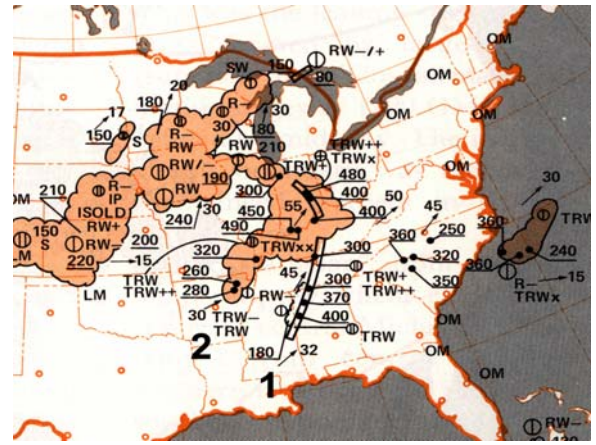 RW−/+
OM
SW
150
80
OM
OM
20
17
180
R−
30
150
S
R−
RW
180
30
RW
TRW++
TRWx
OM
RW/−
210
TRW+
480
RW
190
300
400
50
30
210
R−
IP
ISOLD
RW+
OM
240
30
450
55
400
45
360
TRW
150
S
RW−
200
490
360
250
240
LM
220
15
320
TRWxx
300
320
360
TRW
TRW++
260
45
TRW+
TRW++
350
R−
15
TRWx
LM
280
RW−
300
370
30
TRW−
TRW
400
TRW
OM
2
180
32
1
OM
OM
RW−
130